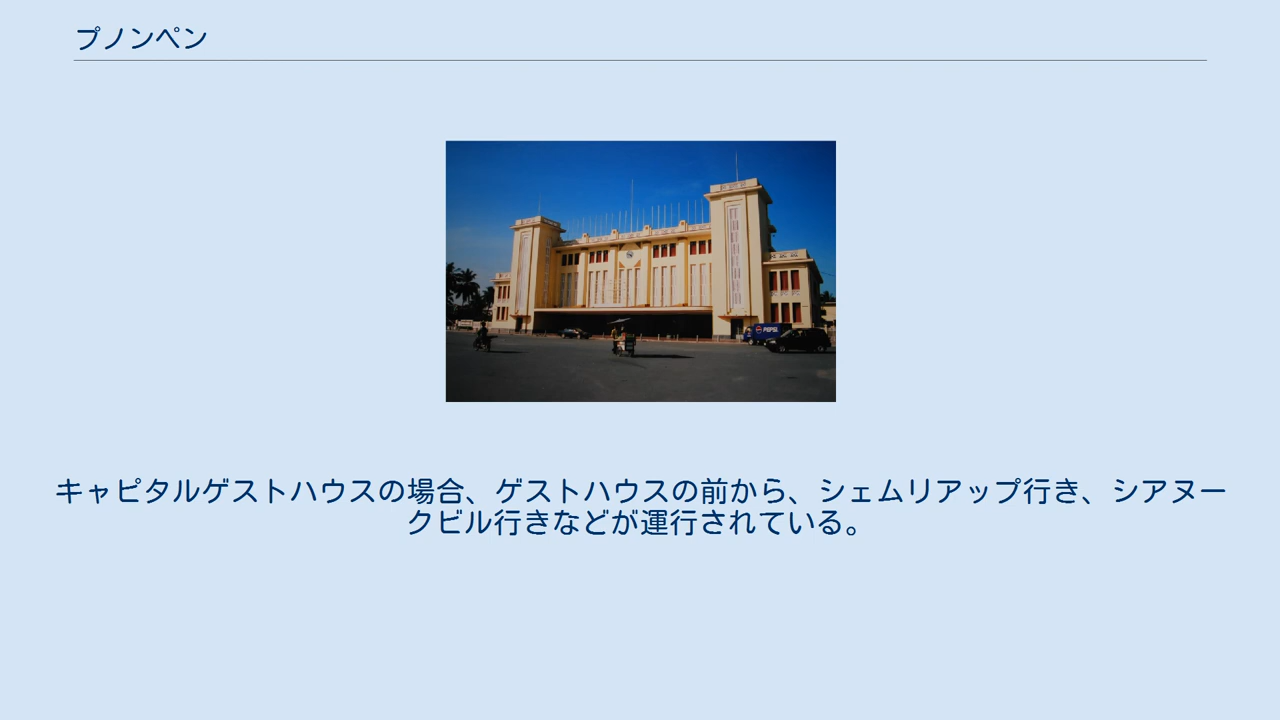 プノンペン
PEPSI
キャピタルゲストハウスの場合、ゲストハウスの前から、シェムリアップ行き、シアヌー
クビル行きなどが運行されている。